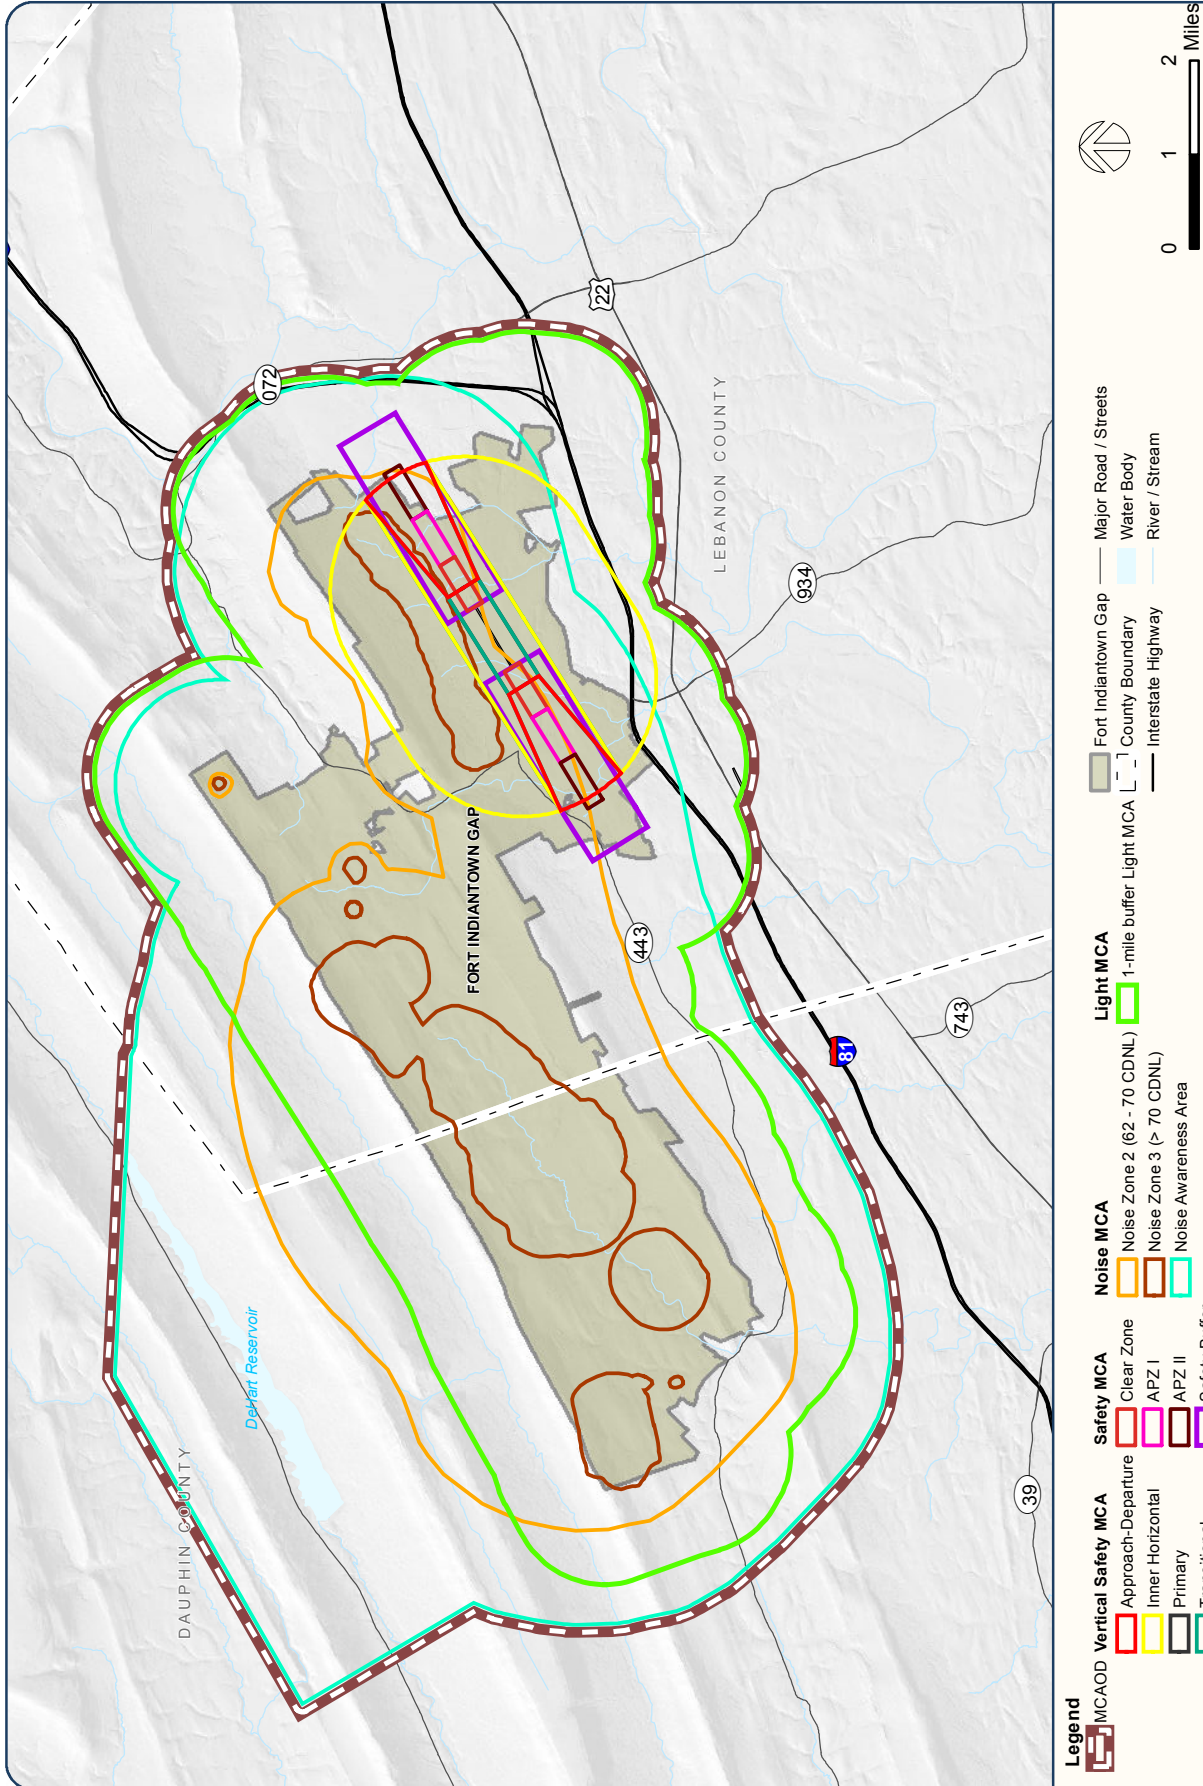 DAUPHIN COUNTY
DeHart Reservoir
FORT INDIANTOWN GAP
LEBANON COUNTY
072
22
934
443
743
81
39
Legend
MCAOD
Vertical Safety MCA
Approach-Departure
Inner Horizontal
Primary
Safety MCA
Clear Zone
APZ I
APZ II
Noise MCA
Noise Zone 2 (62 - 70 CDNL)
Noise Zone 3 (> 70 CDNL)
Noise Awareness Area
Light MCA
1-mile buffer Light MCA
Fort Indiantown Gap
County Boundary
Interstate Highway
Major Road / Streets
Water Body
River / Stream
0 1 2
Miles